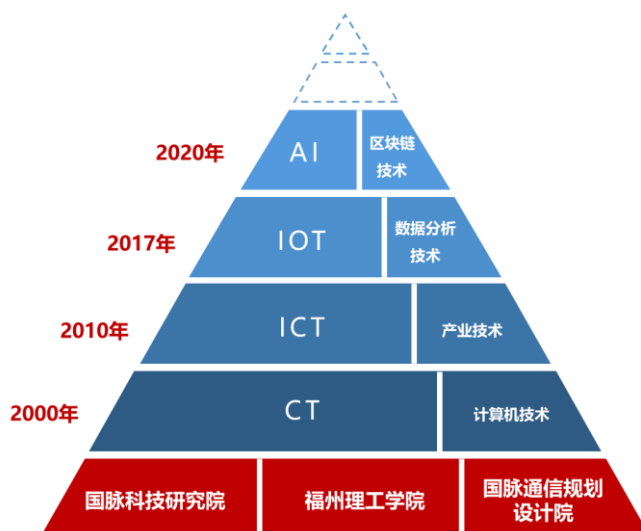 2020年
AI
区块链
技术
2017年
IOT
数据分析
技术
2010年
ICT
产业技术
2000年
CT
计算机技术
国脉科技研究院
福州理工学院
国脉通信规划
设计院